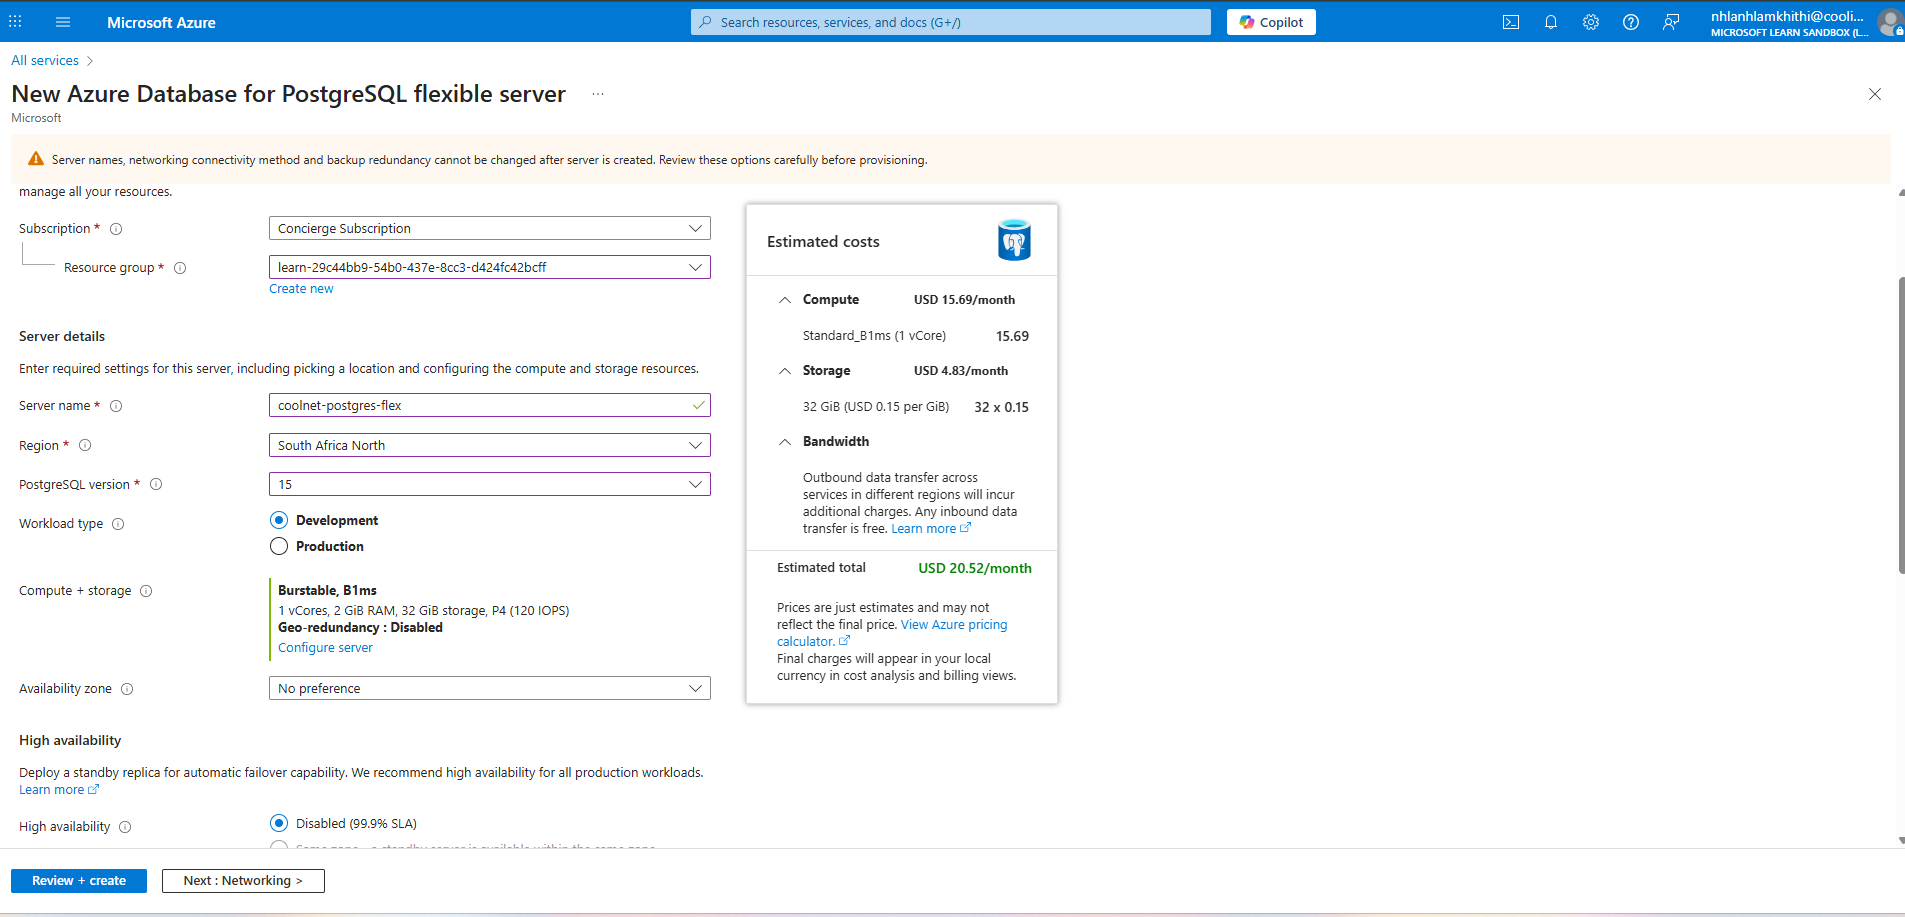 Microsoft Azure
Search resources, services, and docs (G+/)
Copilot
nhlanhlamkhithi@cooli...
MICROSOFT LEARN SANDBOX (L...
All services
New Azure Database for PostgreSQL flexible server
...
Microsoft
Server names, networking connectivity method and backup redundancy cannot be changed after server is created. Review these options carefully before provisioning.
manage all your resources.
Subscription *
Concierge Subscription
Resource group *
learn-29c44bb9-54b0-437e-8cc3-d424fc42bcff
Create new
Server details
Enter required settings for this server, including picking a location and configuring the compute and storage resources.
Server name *
coolnet-postgres-flex
Region *
South Africa North
PostgreSQL version *
15
Workload type
Development
Production
Compute + storage
Burstable, B1ms
1 vCores, 2 GiB RAM, 32 GiB storage, P4 (120 IOPS)
Geo-redundancy : Disabled
Configure server
Availability zone
No preference
High availability
Deploy a standby replica for automatic failover capability. We recommend high availability for all production workloads.
Learn more
High availability
Disabled (99.9% SLA)
Same zone - a standby server is available within the same zone
Estimated costs
Compute USD 15.69/month
Standard_B1ms (1 vCore) 15.69
Storage USD 4.83/month
32 GiB (USD 0.15 per GiB) 32 x 0.15
Bandwidth
Outbound data transfer across
services in different regions will incur
additional charges. Any inbound data
transfer is free. Learn more
Estimated total USD 20.52/month
Prices are just estimates and may not
reflect the final price. View Azure pricing
calculator.
Final charges will appear in your local
currency in cost analysis and billing views.
Review + create
Next : Networking >